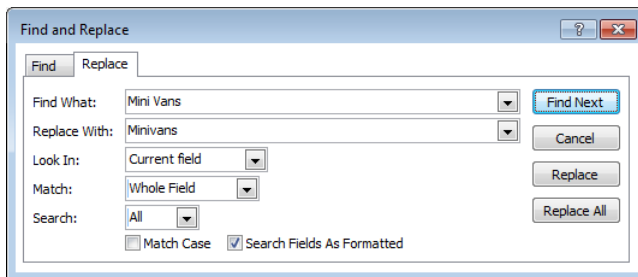 Find and Replace
Find Replace
Find What: Mini Vans Find Next
Replace With: Minivans Cancel
Look In: Current field
Match: Whole Field Replace
Search: All Replace All
Match Case Search Fields As Formatted